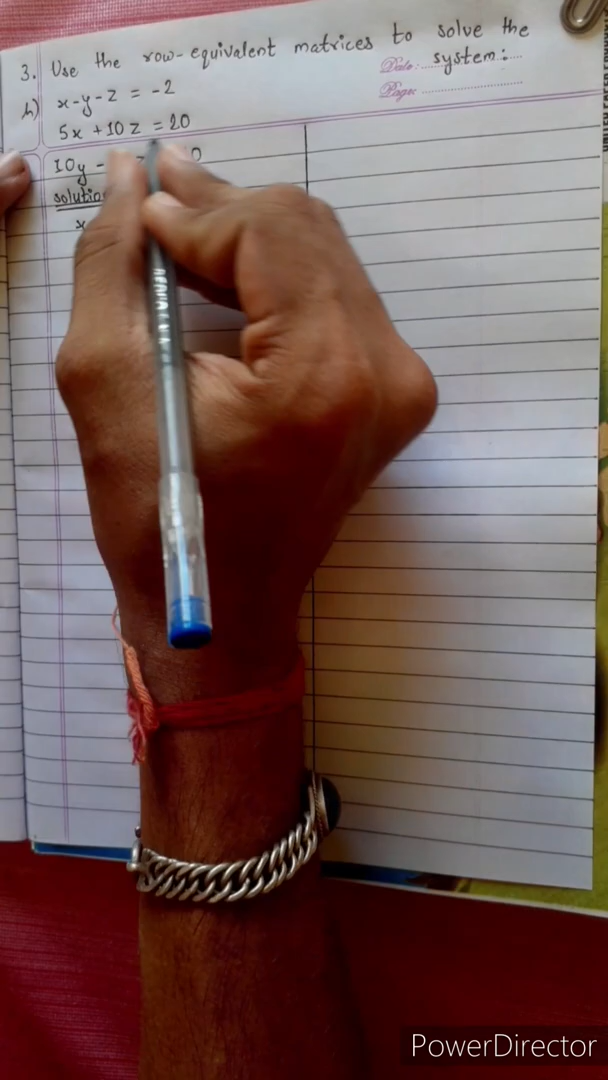 3. Use the row-equivalent matrices to solve the
system:
Date:
Page:
h) x-y-z = -2
5x +10z = 20
10y -
solution
x
PowerDirector